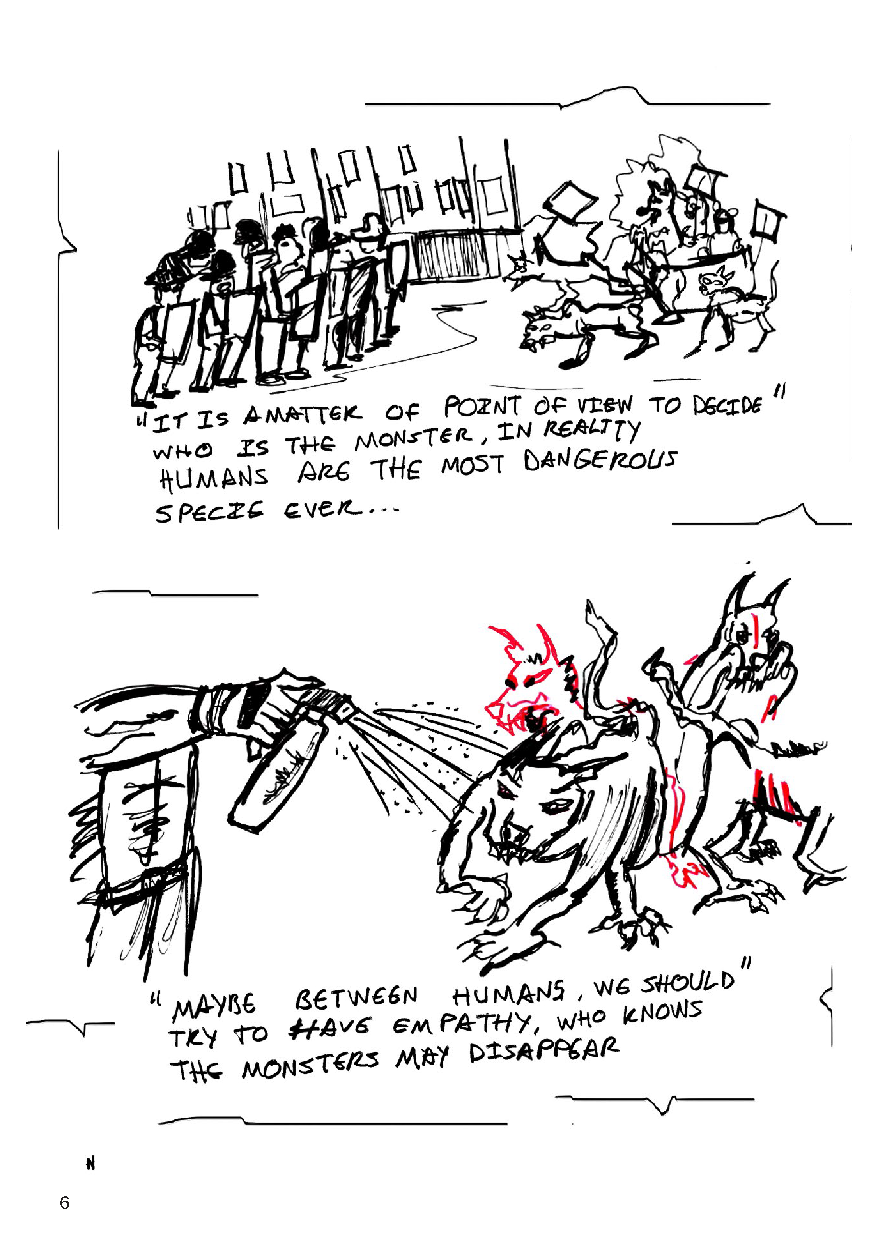 "IT IS A MATTER OF POINT OF VIEW TO DECIDE"
WHO IS THE MONSTER, IN REALITY
HUMANS ARE THE MOST DANGEROUS
SPECIE EVER...
"MAYBE BETWEEN HUMANS, WE SHOULD"
TRY TO HAVE EMPATHY, WHO KNOWS
THE MONSTERS MAY DISAPPEAR
N
6